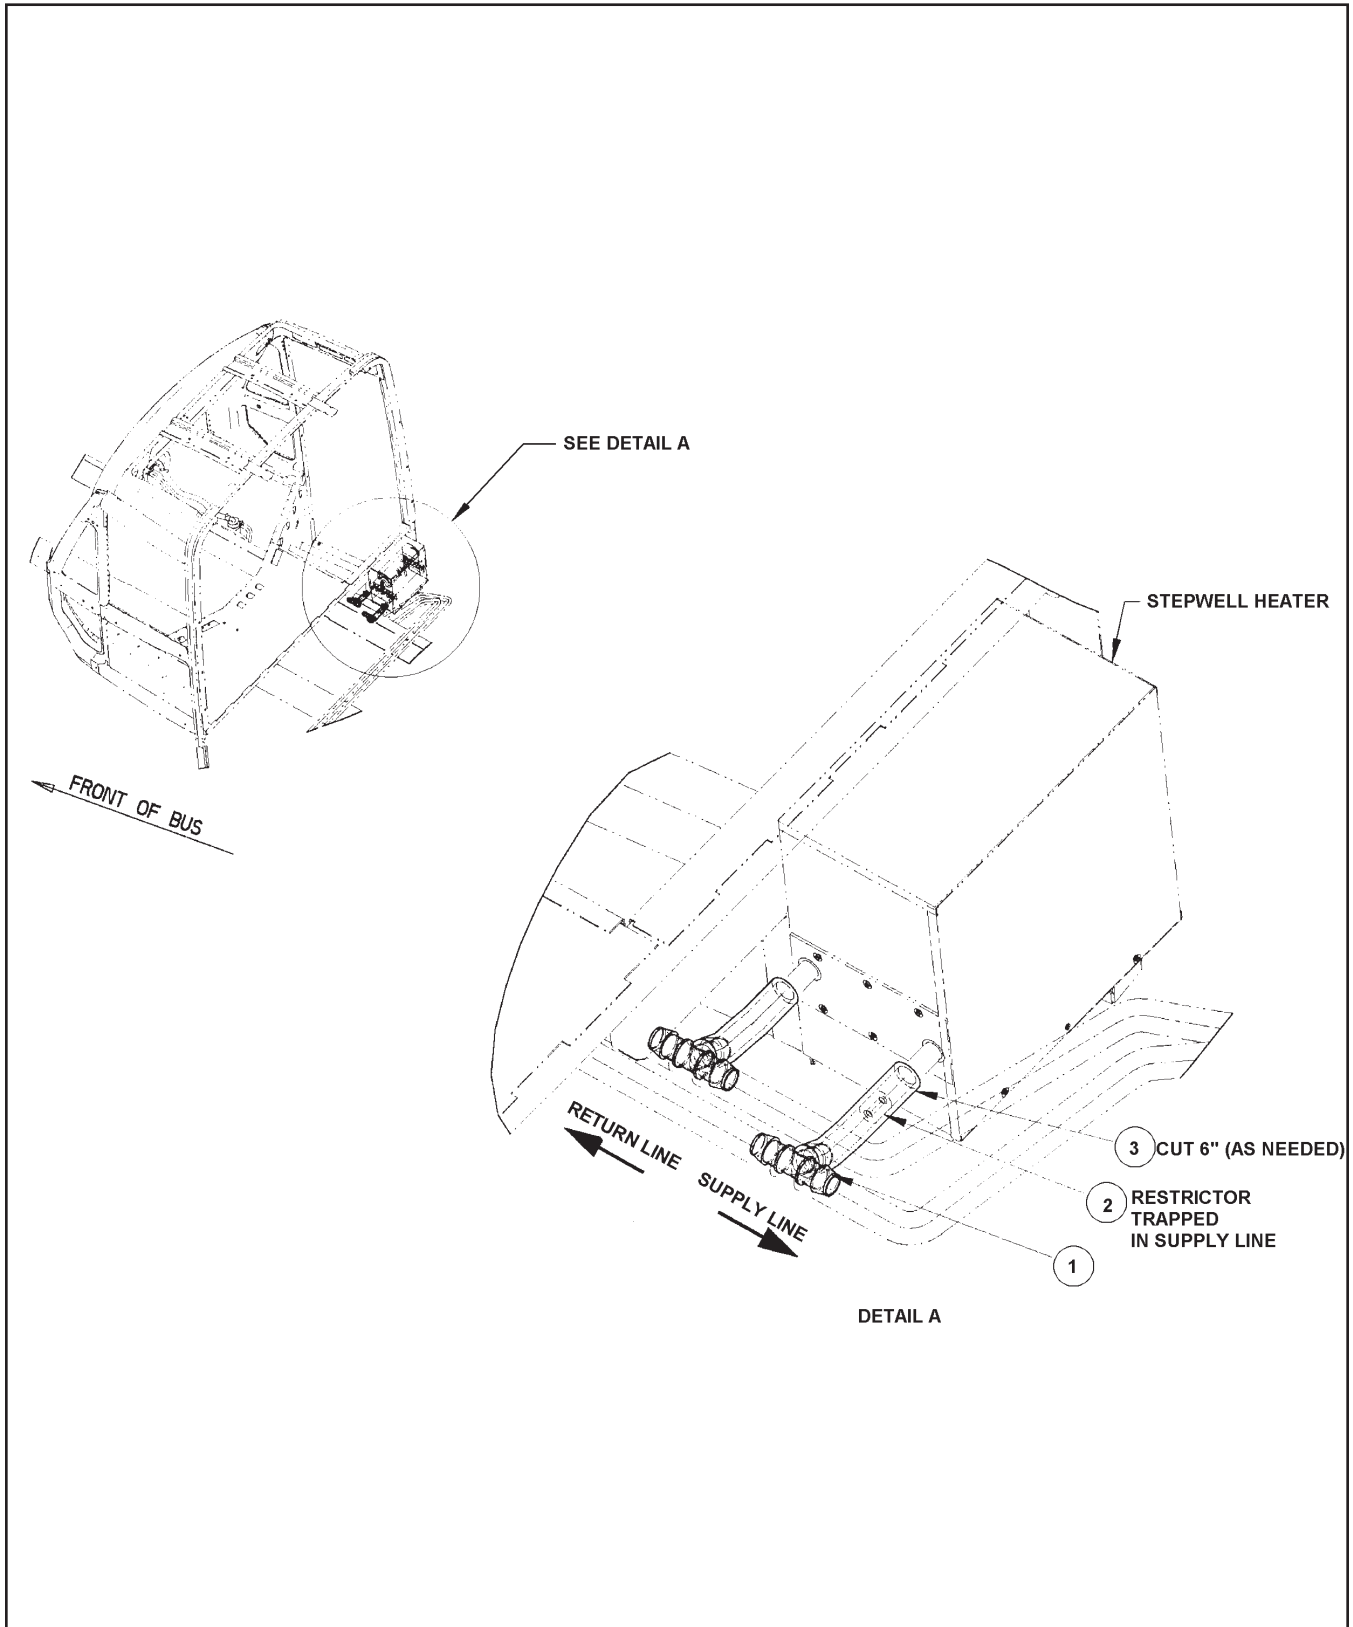 SEE DETAIL A
STEPWELL HEATER
FRONT OF BUS
RETURN LINE
SUPPLY LINE
3 CUT 6" (AS NEEDED)
2 RESTRICTOR
TRAPPED
IN SUPPLY LINE
1
DETAIL A